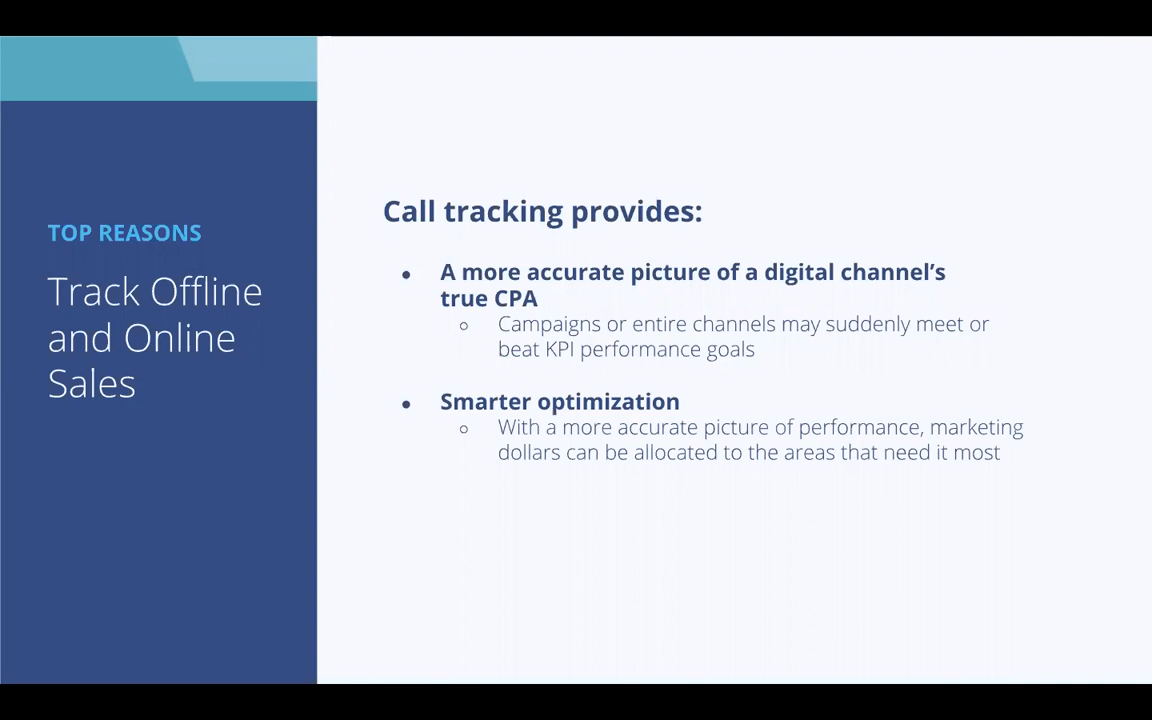 TOP REASONS
Track Offline
and Online
Sales
Call tracking provides:
● A more accurate picture of a digital channel’s
true CPA
○ Campaigns or entire channels may suddenly meet or
beat KPI performance goals
● Smarter optimization
○ With a more accurate picture of performance, marketing
dollars can be allocated to the areas that need it most